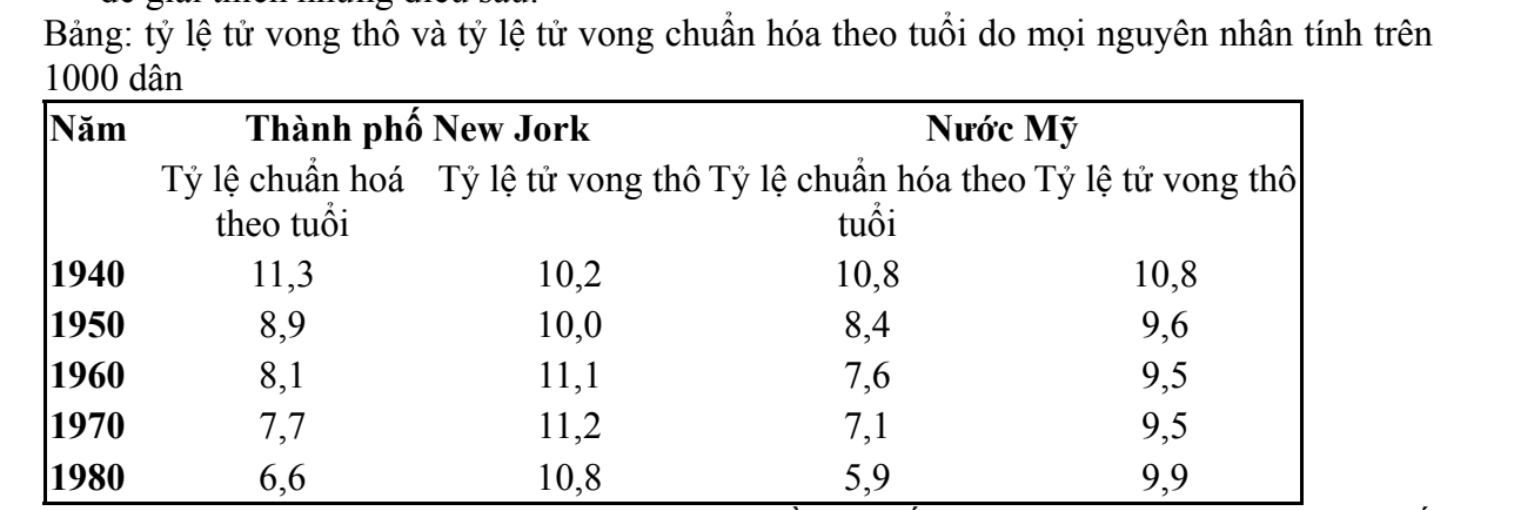 Bảng: tỷ lệ tử vong thô và tỷ lệ tử vong chuẩn hóa theo tuổi do mọi nguyên nhân tính trên
1000 dân
Năm Thành phố New Jork Nước Mỹ
Tỷ lệ chuẩn hoá Tỷ lệ tử vong thô Tỷ lệ chuẩn hóa theo Tỷ lệ tử vong thô
theo tuổi tuổi
1940 11,3 10,2 10,8 10,8
1950 8,9 10,0 8,4 9,6
1960 8,1 11,1 7,6 9,5
1970 7,7 11,2 7,1 9,5
1980 6,6 10,8 5,9 9,9